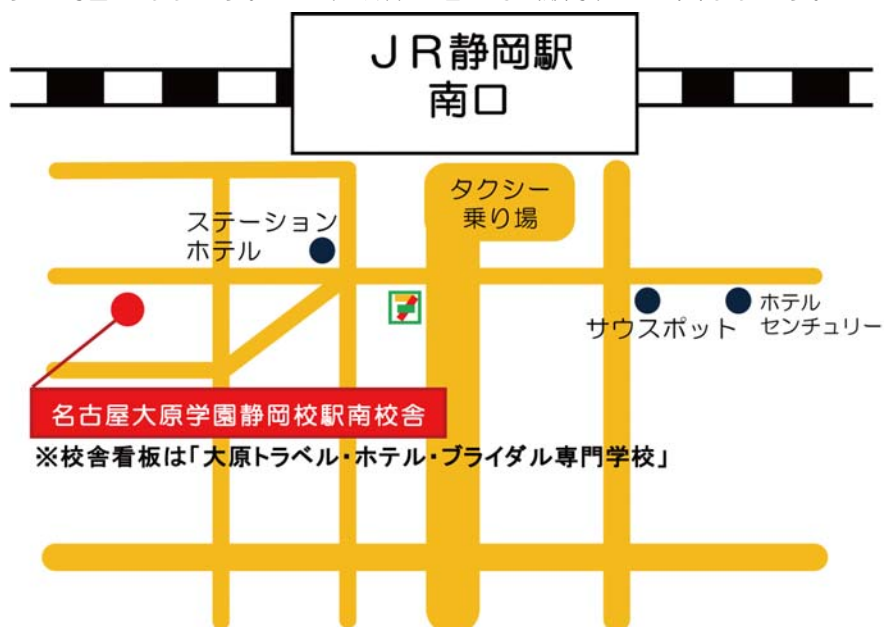 JR静岡駅
南口
タクシー
乗り場
ステーション
ホテル
サウスポット
ホテル
センチュリー
名古屋大原学園静岡校駅南校舎
※校舎看板は「大原トラベル・ホテル・ブライダル専門学校」